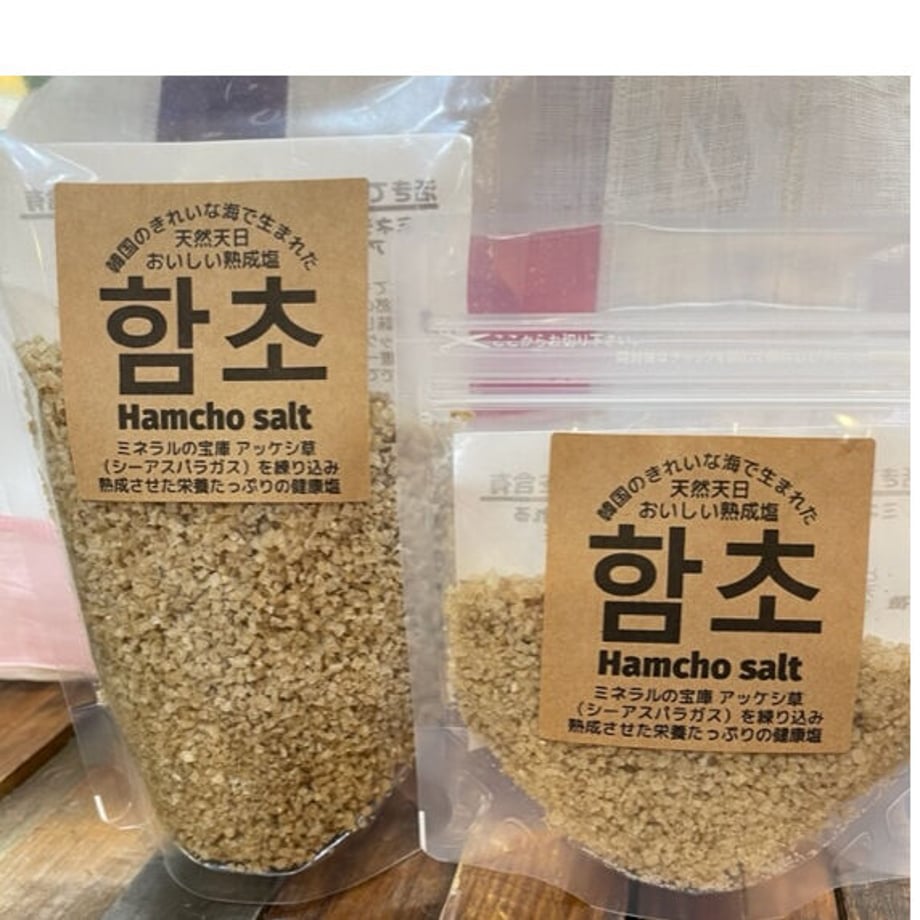 韓国のきれいな海で生まれた
天然天日
おいしい熟成塩
함초
Hamcho salt
ミネラルの宝庫 アッケシ草
（シーアスパラガス）を練り込み
熟成させた栄養たっぷりの健康塩
ここからお切り下さい。
韓国のきれいな海で生まれた
天然天日
おいしい熟成塩
함초
Hamcho salt
ミネラルの宝庫 アッケシ草
（シーアスパラガス）を練り込み
熟成させた栄養たっぷりの健康塩